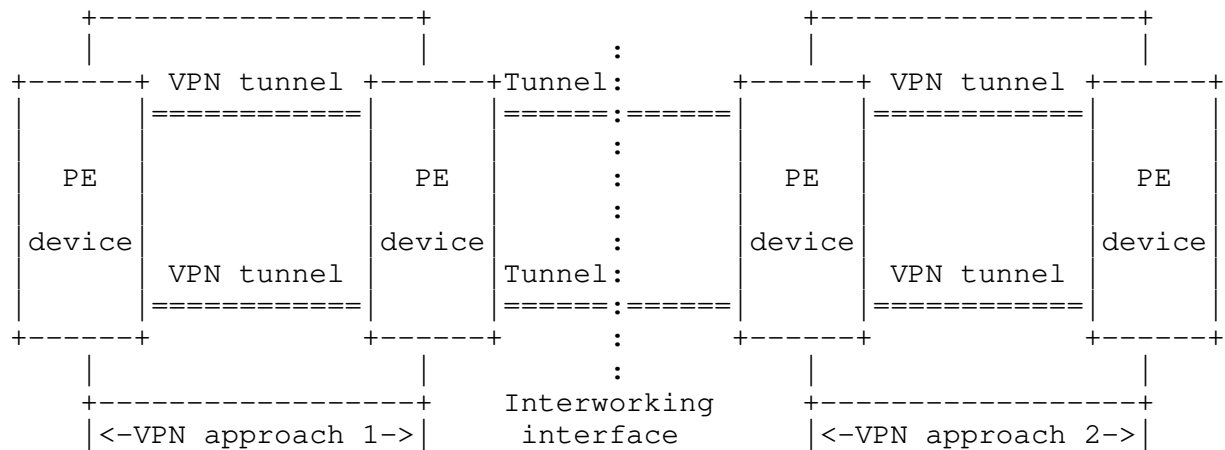 VPN tunnel Tunnel VPN tunnel
PE PE PE PE
device device device device
VPN tunnel Tunnel VPN tunnel
Interworking
<-VPN approach 1-> interface <-VPN approach 2->